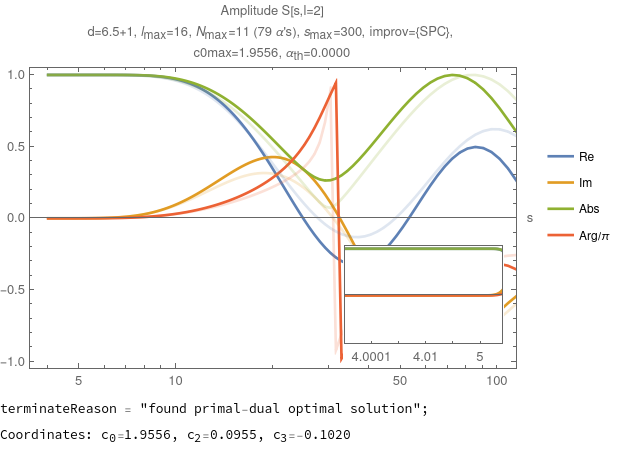 Amplitude S[s,l=2]
d=6.5+1, lmax=16, Nmax=11 (79 α's), smax=300, improv={SPC},
c0max=1.9556, αth=0.0000
1.0
0.5
0.0
-0.5
-1.0
5
10
50
100
s
Re
Im
Abs
Arg/π
4.0001
4.01
5
terminateReason = "found primal-dual optimal solution";
Coordinates: c0=1.9556, c2=0.0955, c3=-0.1020